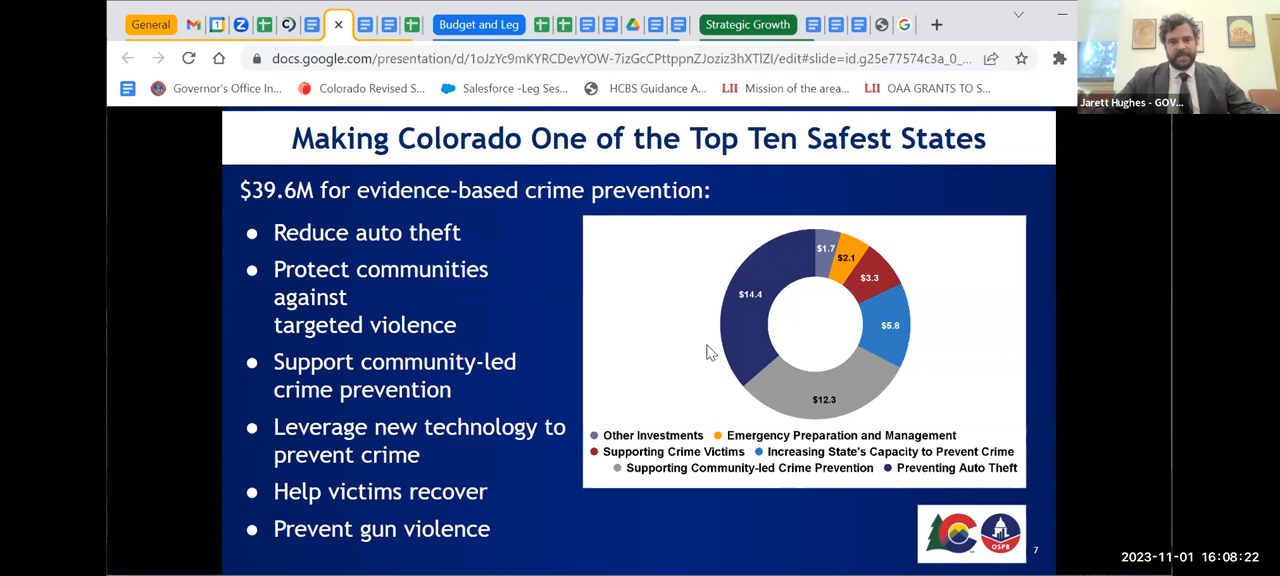 General
Budget and Leg
Strategic Growth
docs.google.com/presentation/d/1oJzYc9mKYRCDevYOW-7izGcCPttppnZJoziz3hXTlZI/edit#slide=id.g25e77574c3a_0_...
Governor's Office In...
Colorado Revised S...
Salesforce -Leg Ses...
HCBS Guidance A...
LII Mission of the area...
LII OAA GRANTS TO S...
Jarett Hughes - GOV...
Making Colorado One of the Top Ten Safest States
$39.6M for evidence-based crime prevention:
● Reduce auto theft
● Protect communities
against
targeted violence
● Support community-led
crime prevention
● Leverage new technology to
prevent crime
● Help victims recover
● Prevent gun violence
$1.7
$2.1
$3.3
$14.4
$5.8
$12.3
Other Investments
Emergency Preparation and Management
Supporting Crime Victims
Increasing State's Capacity to Prevent Crime
Supporting Community-led Crime Prevention
Preventing Auto Theft
OSPB
7
2023-11-01 16:08:22